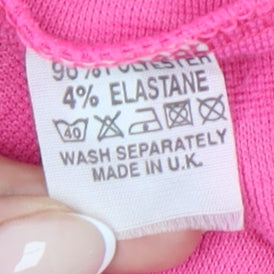 96% POLYESTER
4% ELASTANE
40
WASH SEPARATELY
MADE IN U.K.